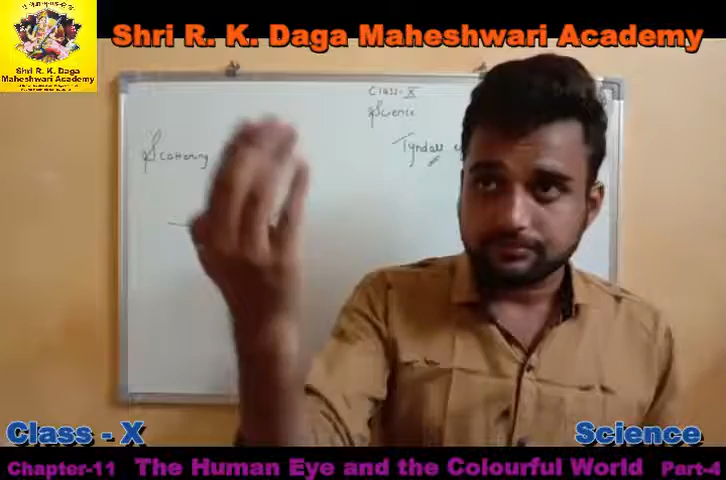 Shri R. K. Daga Maheshwari Academy
Shri R. K. Daga
Maheshwari Academy
Class - X
Science
Scattering
Tyndall
Class - X
Science
Chapter-11 The Human Eye and the Colourful World Part-4